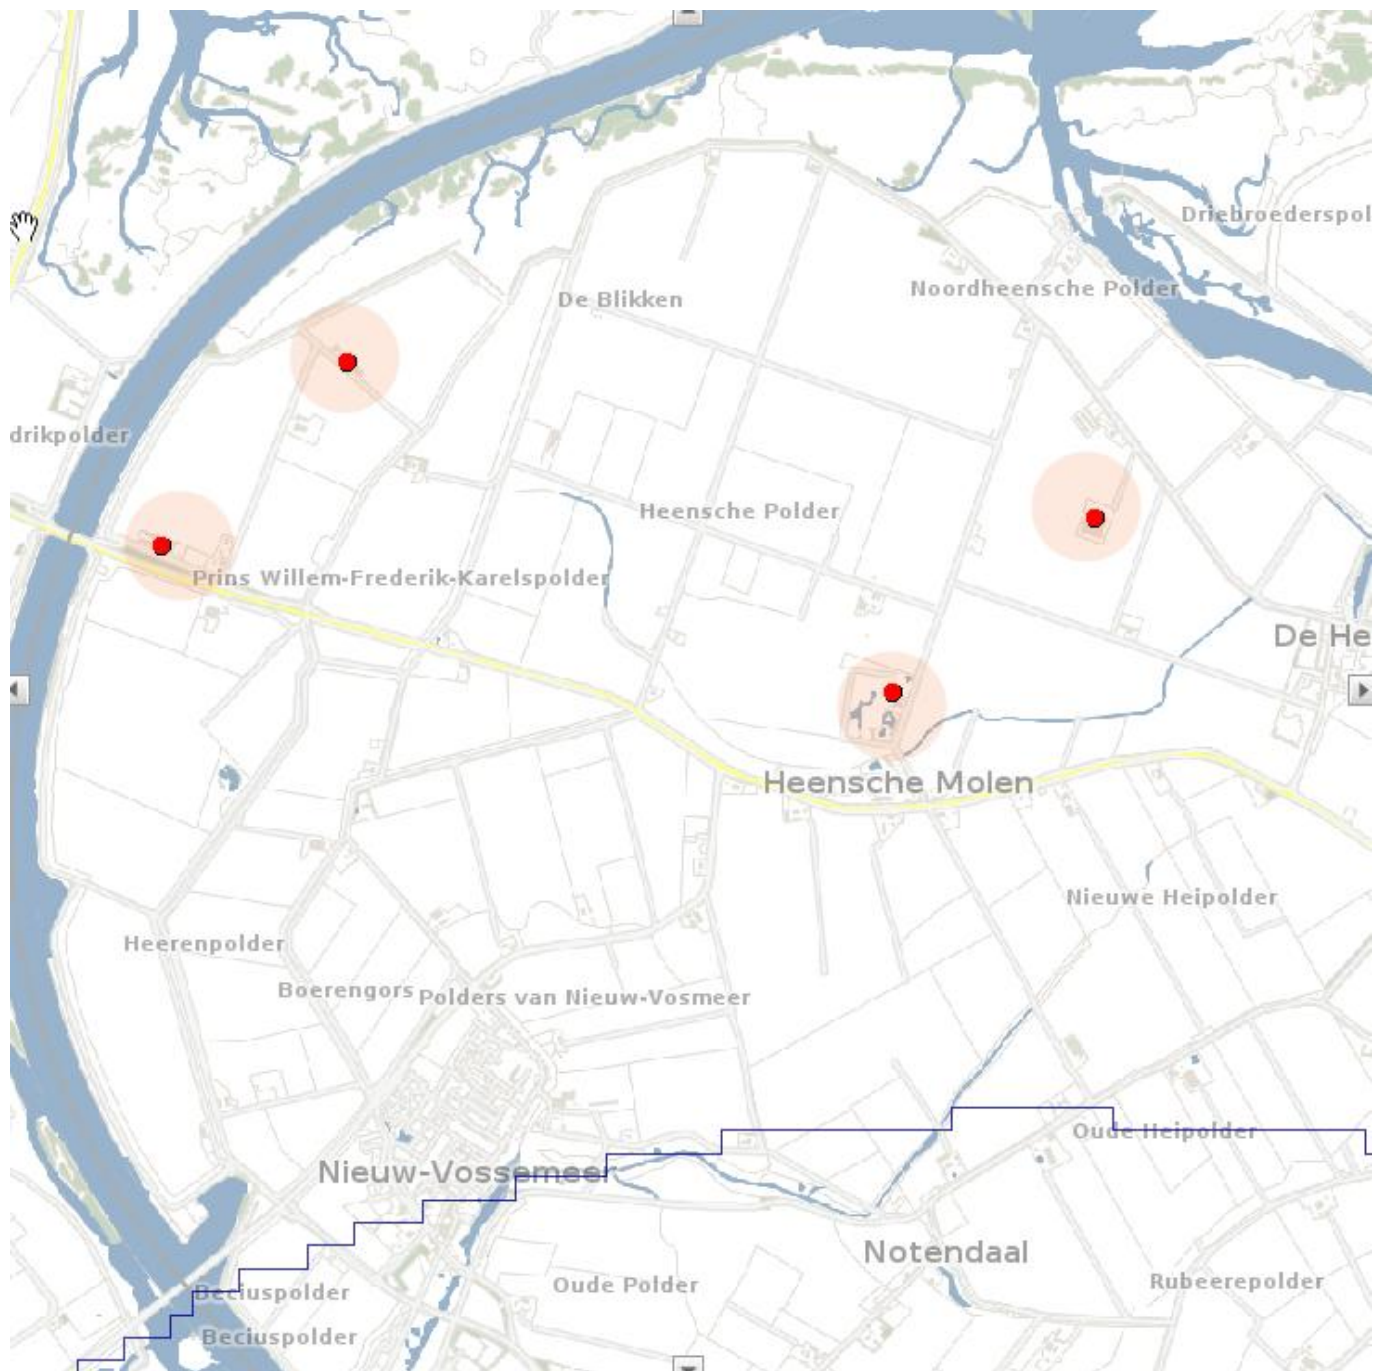 Driebroederspol
Noordheensche Polder
De Blikken
drikpolder
Heensche Polder
Prins Willem-Frederik-Karelspolder
De He
Heensche Molen
Nieuwe Heipolder
Heerenpolder
Boerengors
Polders van Nieuw-Vosmeer
Oude Heipolder
Nieuw-Vossemeer
Notendaal
Oude Polder
Rubeerepolder
Beciuspolder
Beciuspolder